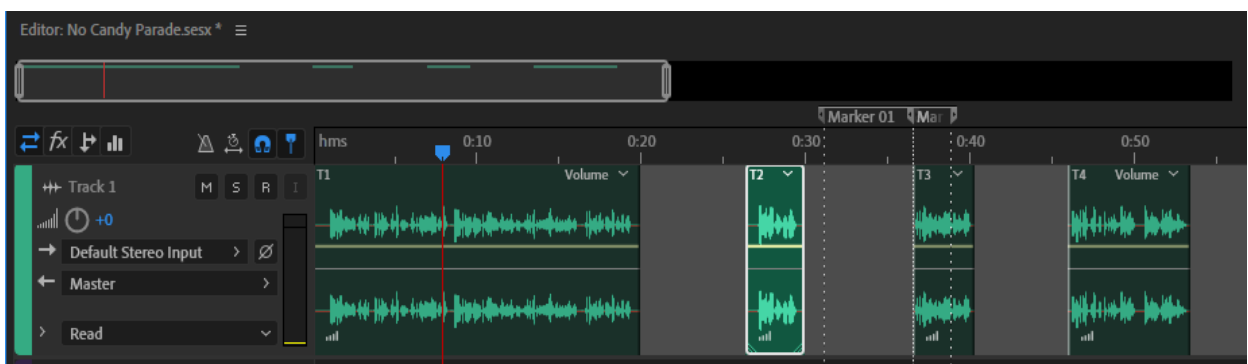 Editor: No Candy Parade.sesx *
Marker 01 Mar
fx hms 0:10 0:20 0:30 0:40 0:50
Track 1 M S R I T1 Volume T2 T3 T4 Volume
+0
Default Stereo Input
Master
Read